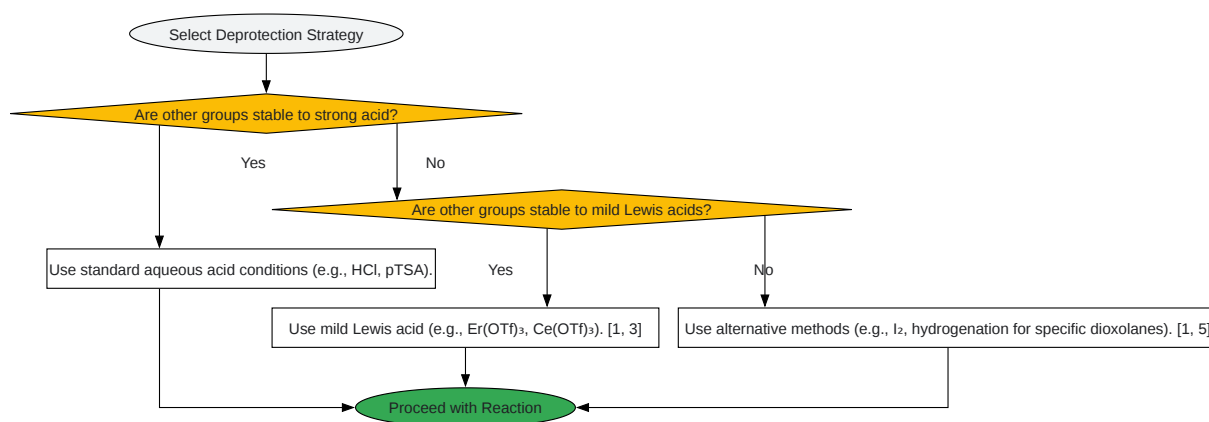 Select Deprotection Strategy
Are other groups stable to strong acid?
Yes
No
Are other groups stable to mild Lewis acids?
Use standard aqueous acid conditions (e.g., HCl, pTSA).
Yes
No
Use mild Lewis acid (e.g., Er(OTf)₃, Ce(OTf)₃). [1, 3]
Use alternative methods (e.g., I₂, hydrogenation for specific dioxolanes). [1, 5]
Proceed with Reaction